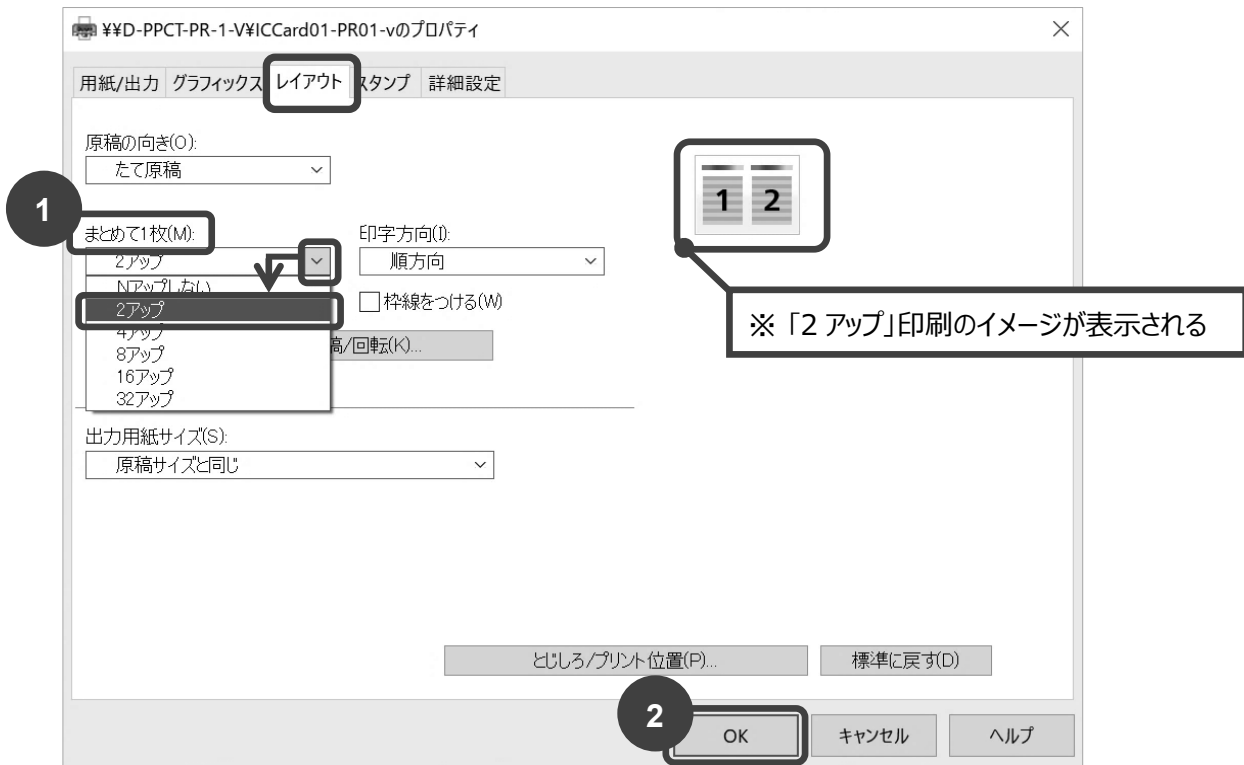 ¥¥D-PPCT-PR-1-V¥ICCard01-PR01-vのプロパティ
用紙/出力 グラフィックス レイアウト スタンプ 詳細設定
原稿の向き(O):
たて原稿
1
まとめて1枚(M):
2アップ
Nアップしない
2アップ
4アップ
8アップ
16アップ
32アップ
印字方向(I):
順方向
枠線をつける(W)
高/回転(K)...
1 2
※「2 アップ」印刷のイメージが表示される
出力用紙サイズ(S):
原稿サイズと同じ
とじしろ/プリント位置(P)... 標準に戻す(D)
2
OK キャンセル ヘルプ